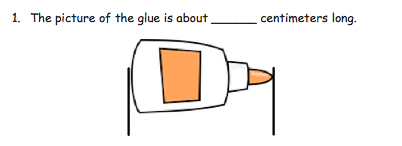 1. The picture of the glue is about ______ centimeters long.